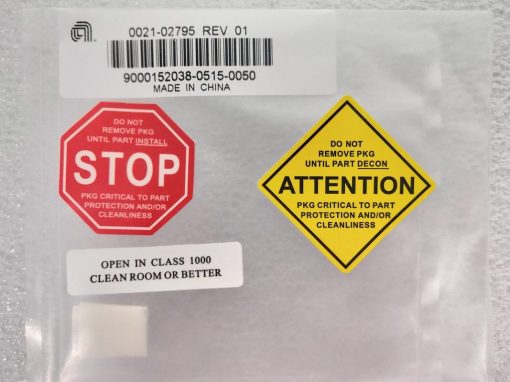 0021-02795 REV 01
9000152038-0515-0050
MADE IN CHINA
DO NOT
REMOVE PKG
UNTIL PART INSTALL
STOP
PKG CRITICAL TO PART
PROTECTION AND/OR
CLEANLINESS
DO NOT
REMOVE PKG
UNTIL PART DECON
ATTENTION
PKG CRITICAL TO PART
PROTECTION AND/OR
CLEANLINESS
OPEN IN CLASS 1000
CLEAN ROOM OR BETTER